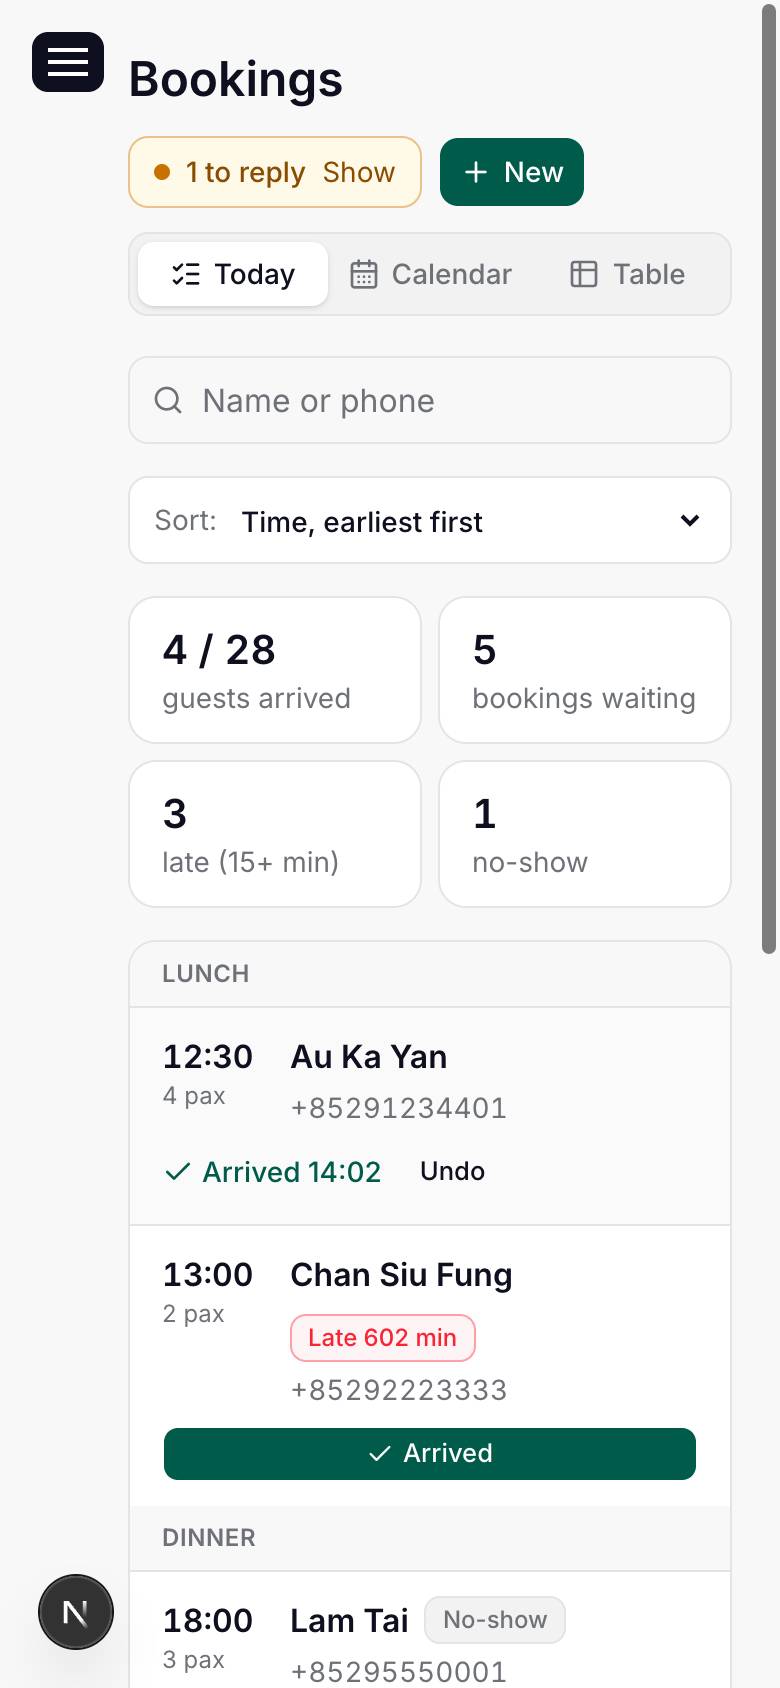 Bookings
1 to reply Show
+ New
Today Calendar Table
Name or phone
Sort: Time, earliest first
4 / 28
guests arrived
5
bookings waiting
3
late (15+ min)
1
no-show
LUNCH
12:30 Au Ka Yan
4 pax
+85291234401
Arrived 14:02 Undo
13:00 Chan Siu Fung
2 pax
Late 602 min
+85292223333
Arrived
DINNER
18:00 Lam Tai No-show
3 pax
+85295550001
N